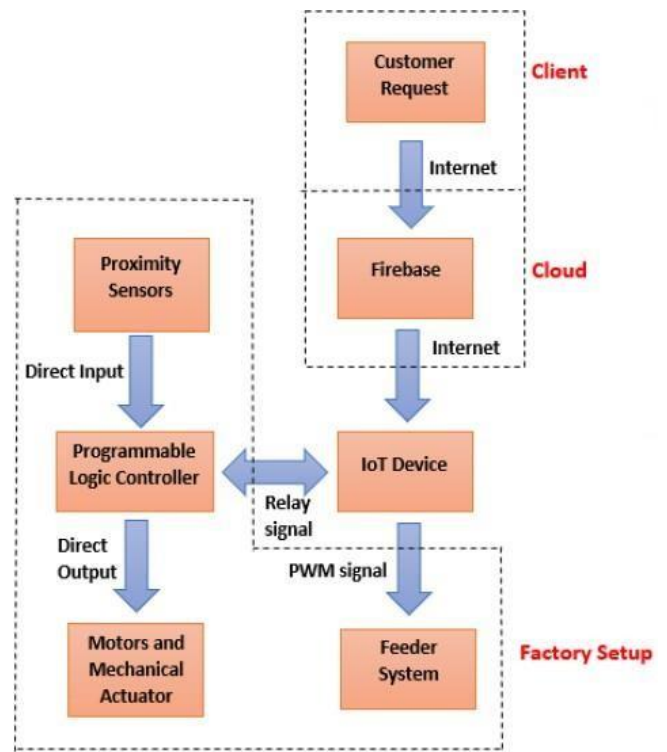 Customer
Request
Client
Internet
Proximity
Sensors
Firebase
Cloud
Direct Input
Internet
Programmable
Logic Controller
IoT Device
Relay
signal
Direct
Output
PWM signal
Motors and
Mechanical
Actuator
Feeder
System
Factory Setup